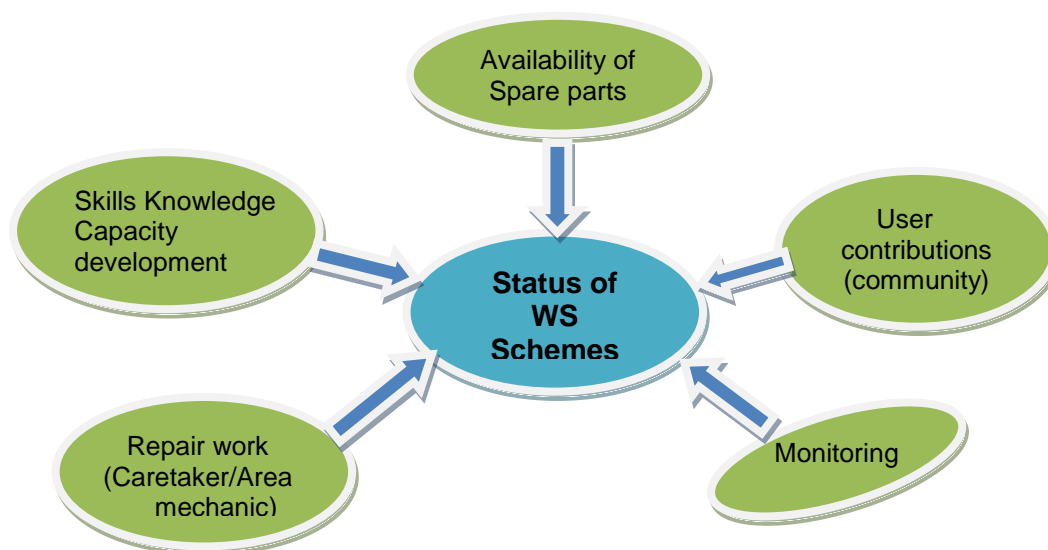 Availability of
Spare parts
Skills Knowledge
Capacity
development
User
contributions
(community)
Status of
WS
Schemes
Repair work
(Caretaker/Area
mechanic)
Monitoring